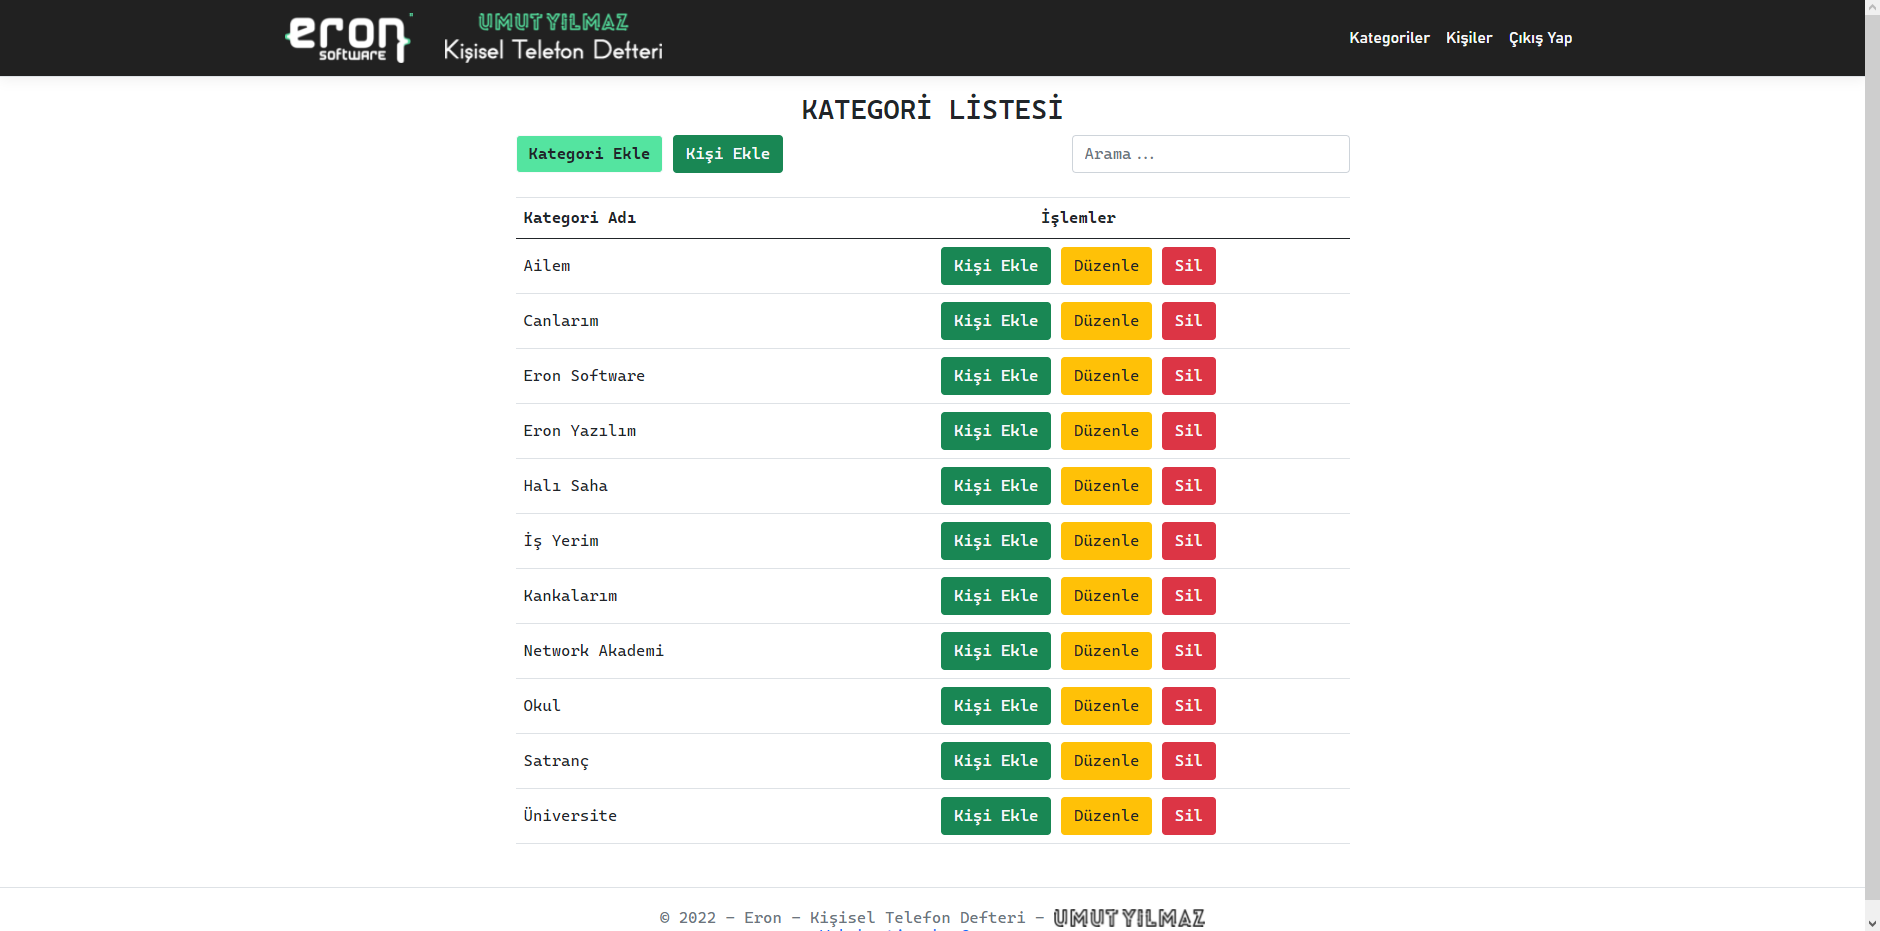 eron software UMUT YILMAZ
Kişisel Telefon Defteri
Kategoriler Kişiler Çıkış Yap
KATEGORİ LİSTESİ
Kategori Ekle Kişi Ekle Arama ...
Kategori Adı İşlemler
Ailem Kişi Ekle Düzenle Sil
Canlarım Kişi Ekle Düzenle Sil
Eron Software Kişi Ekle Düzenle Sil
Eron Yazılım Kişi Ekle Düzenle Sil
Halı Saha Kişi Ekle Düzenle Sil
İş Yerim Kişi Ekle Düzenle Sil
Kankalarım Kişi Ekle Düzenle Sil
Network Akademi Kişi Ekle Düzenle Sil
Okul Kişi Ekle Düzenle Sil
Satranç Kişi Ekle Düzenle Sil
Üniversite Kişi Ekle Düzenle Sil
© 2022 - Eron - Kişisel Telefon Defteri - UMUT YILMAZ